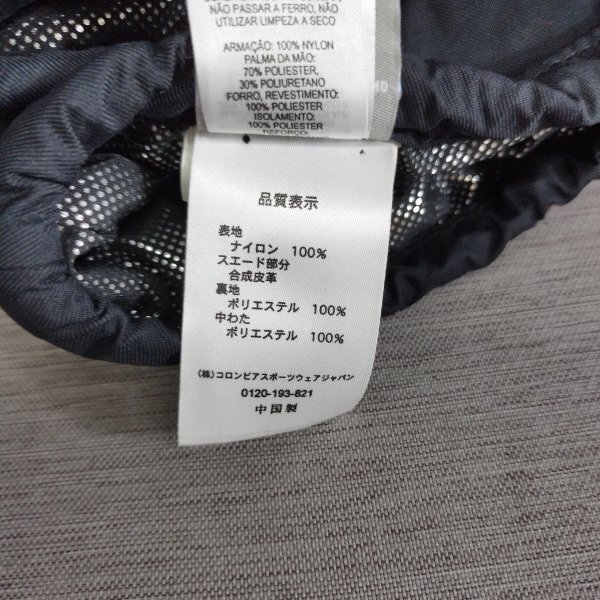 NÃO PASSAR A FERRO, NÃO
UTILIZAR LIMPEZA A SECO
ARMAÇÃO: 100% NYLON
PALMA DA MÃO:
70% POLIESTER,
30% POLIURETANO
FORRO, REVESTIMENTO:
100% POLIESTER
ISOLAMENTO:
100% POLIESTER
REFORÇO:
品質表示
表地
ナイロン 100%
スエード部分
合成皮革
裏地
ポリエステル 100%
中わた
ポリエステル 100%
(株)コロンビアスポーツウェアジャパン
0120-193-821
中国製